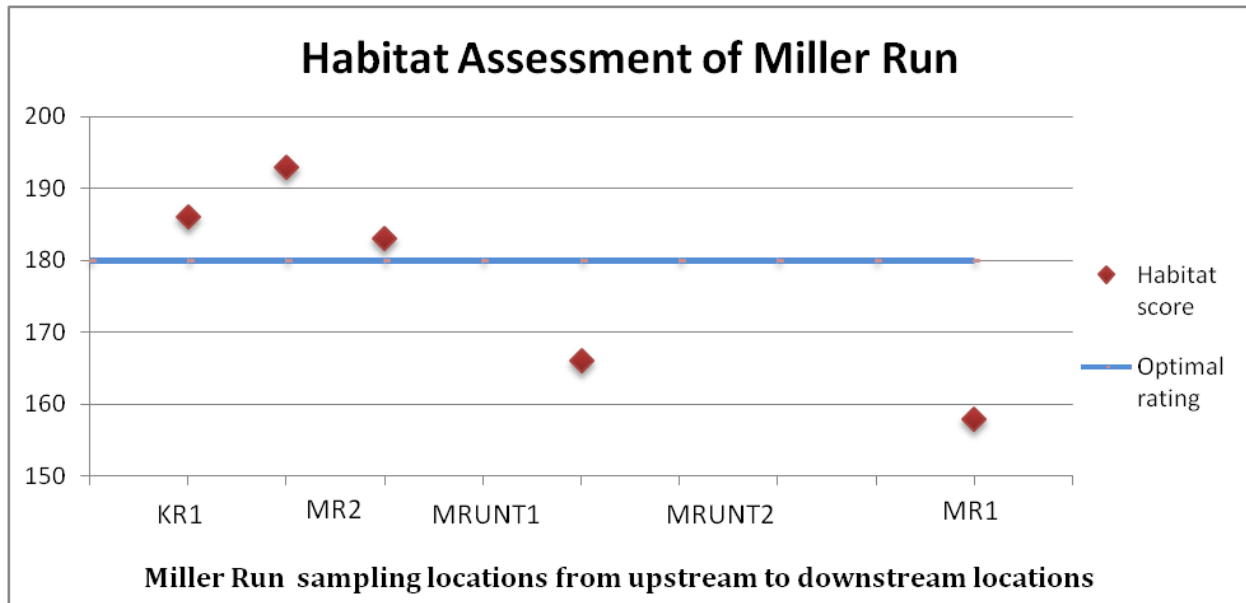 Habitat Assessment of Miller Run
200
190
180
170
160
150
KR1 MR2 MRUNT1 MRUNT2 MR1
Miller Run sampling locations from upstream to downstream locations
Habitat
score
Optimal
rating